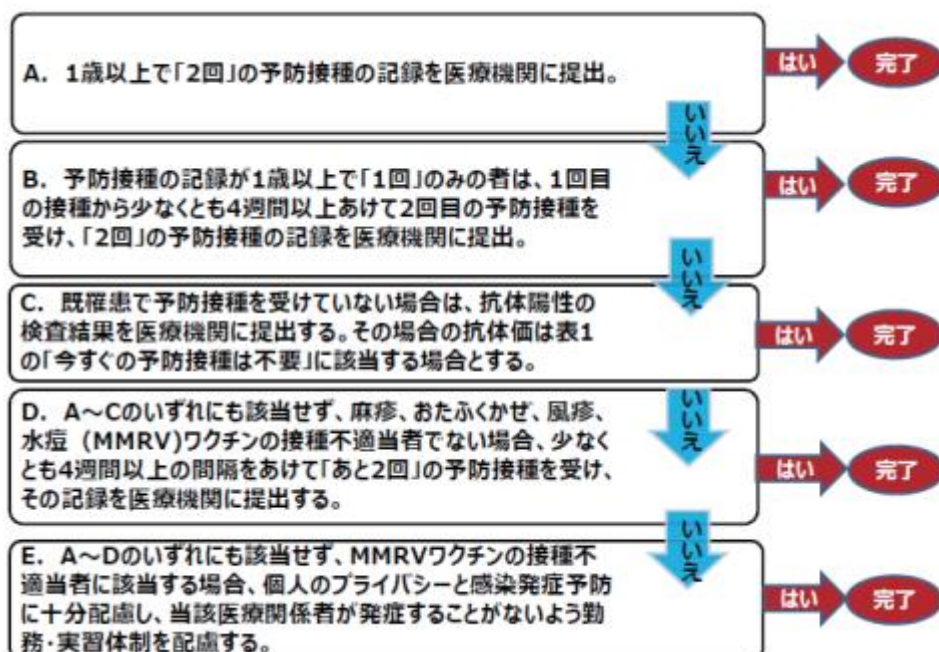 A. 1歳以上で「2回」の予防接種の記録を医療機関に提出。
はい
完了
いいえ
B. 予防接種の記録が1歳以上で「1回」のみの者は、1回目
の接種から少なくとも4週間以上あけて2回目の予防接種を
受け、「2回」の予防接種の記録を医療機関に提出。
はい
完了
いいえ
C. 既罹患で予防接種を受けていない場合は、抗体陽性の
検査結果を医療機関に提出する。その場合の抗体価は表1
の「今すぐの予防接種は不要」に該当する場合とする。
はい
完了
いいえ
D. A～Cのいずれにも該当せず、麻疹、おたふくかぜ、風疹、
水痘 (MMRV)ワクチンの接種不適当者でない場合、少なく
とも4週間以上の間隔をあけて「あと2回」の予防接種を受け、
その記録を医療機関に提出する。
はい
完了
いいえ
E. A～Dのいずれにも該当せず、MMRVワクチンの接種不
適当者に該当する場合、個人のプライバシーと感染発症予防
に十分配慮し、当該医療関係者が発症することがないよう勤
務・実習体制を配慮する。
はい
完了